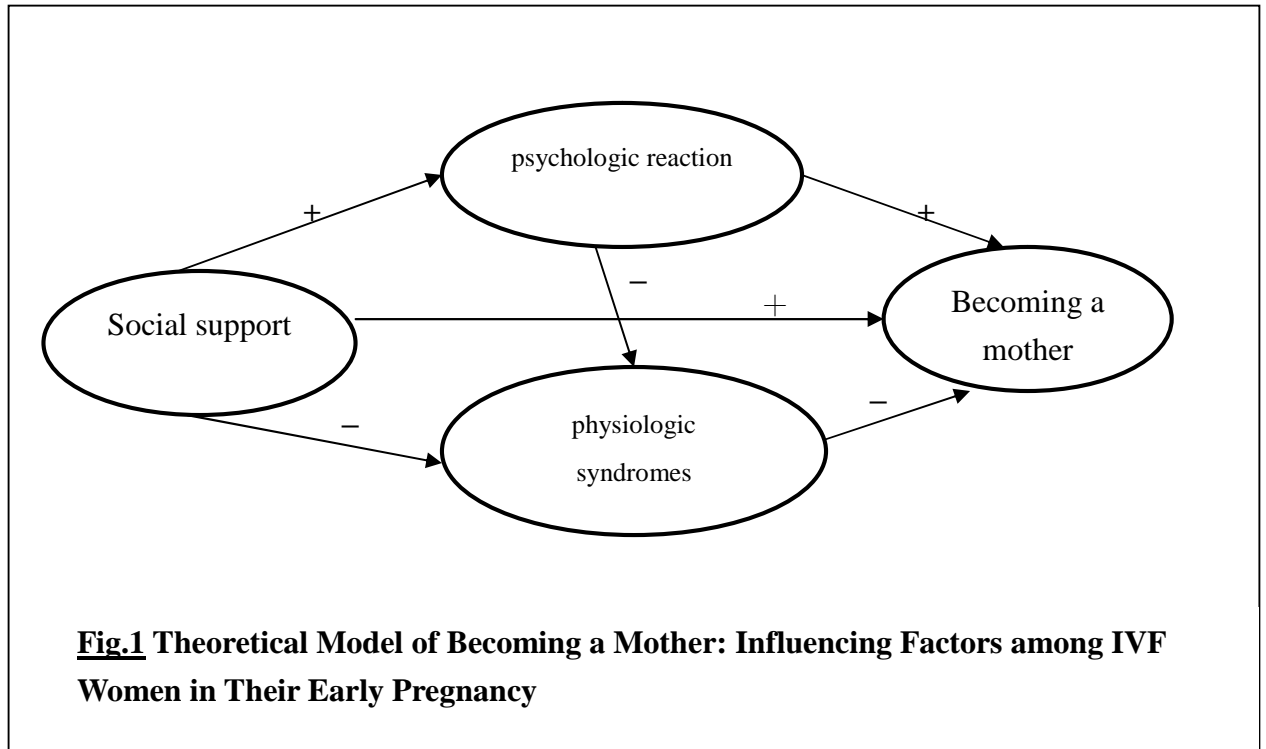 psychologic reaction
+
+
−
Social support
+
Becoming a
mother
−
−
physiologic
syndromes
Fig.1 Theoretical Model of Becoming a Mother: Influencing Factors among IVF
Women in Their Early Pregnancy